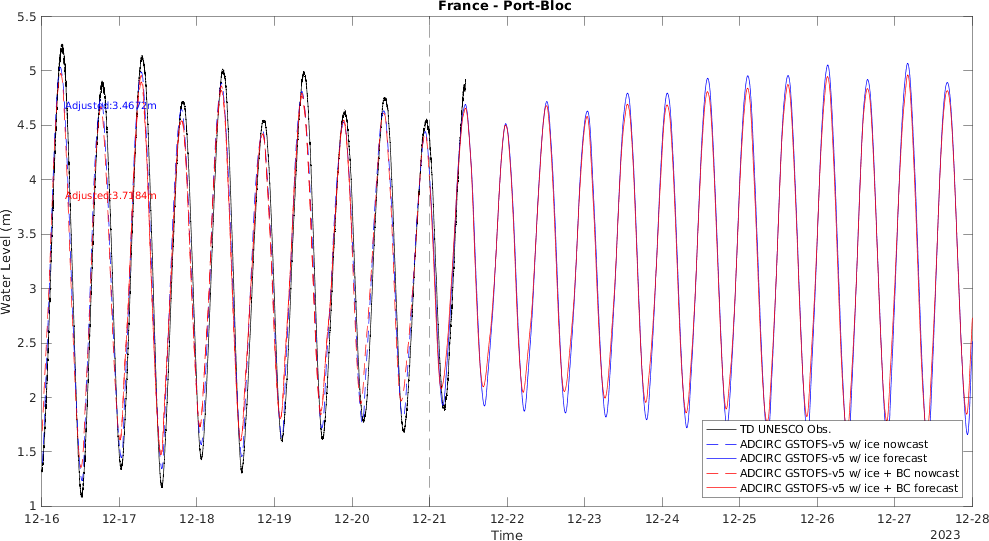 France - Port-Bloc
5.5
5
4.5
4
3.5
3
2.5
2
1.5
1
Water Level (m)
Adjusted:3.4672m
Adjusted:3.7184m
TD UNESCO Obs.
ADCIRC GSTOFS-v5 w/ ice nowcast
ADCIRC GSTOFS-v5 w/ ice forecast
ADCIRC GSTOFS-v5 w/ ice + BC nowcast
ADCIRC GSTOFS-v5 w/ ice + BC forecast
12-16 12-17 12-18 12-19 12-20 12-21 12-22 12-23 12-24 12-25 12-26 12-27 12-28
Time
2023